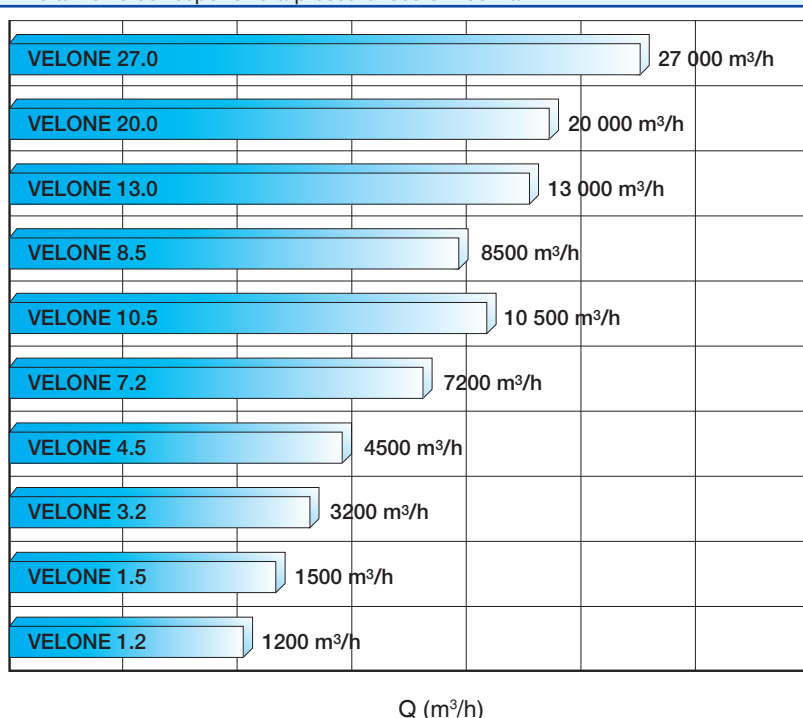 VELONE 27.0 27 000 m³/h
VELONE 20.0 20 000 m³/h
VELONE 13.0 13 000 m³/h
VELONE 8.5 8500 m³/h
VELONE 10.5 10 500 m³/h
VELONE 7.2 7200 m³/h
VELONE 4.5 4500 m³/h
VELONE 3.2 3200 m³/h
VELONE 1.5 1500 m³/h
VELONE 1.2 1200 m³/h
Q (m³/h)